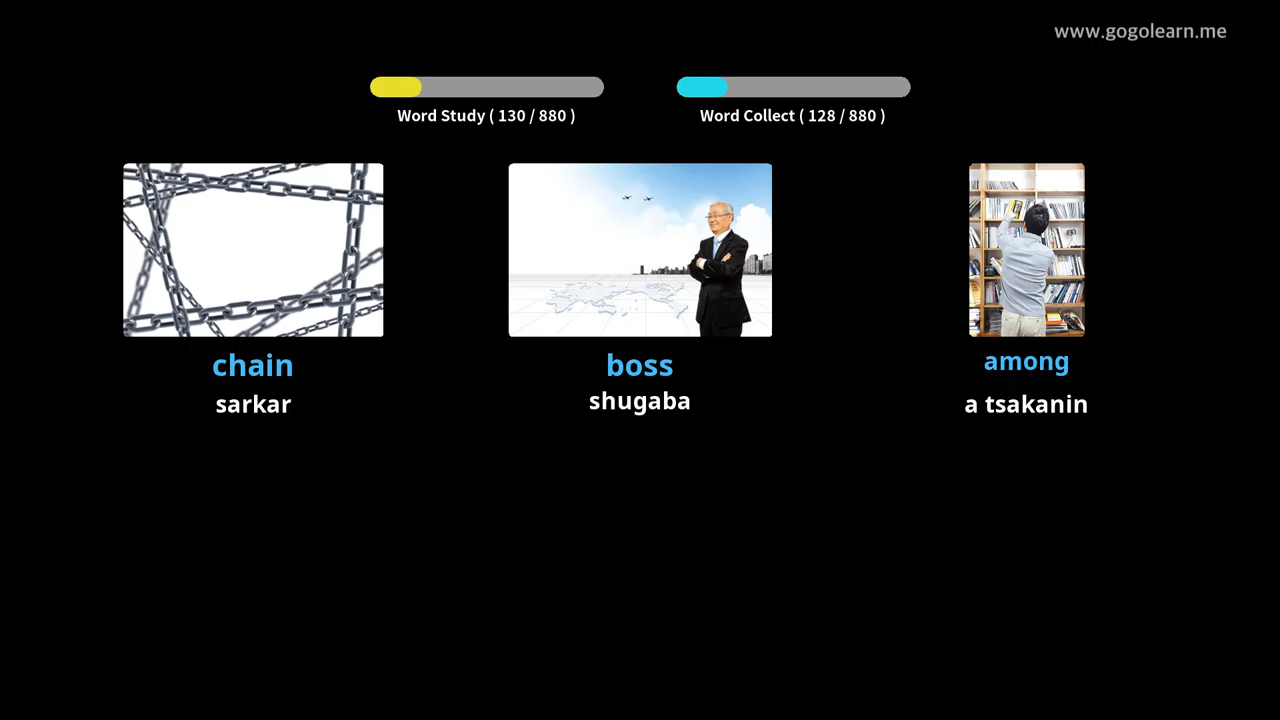 www.gogolearn.me
Word Study ( 130 / 880 )
Word Collect ( 128 / 880 )
chain
sarkar
boss
shugaba
among
a tsakanin